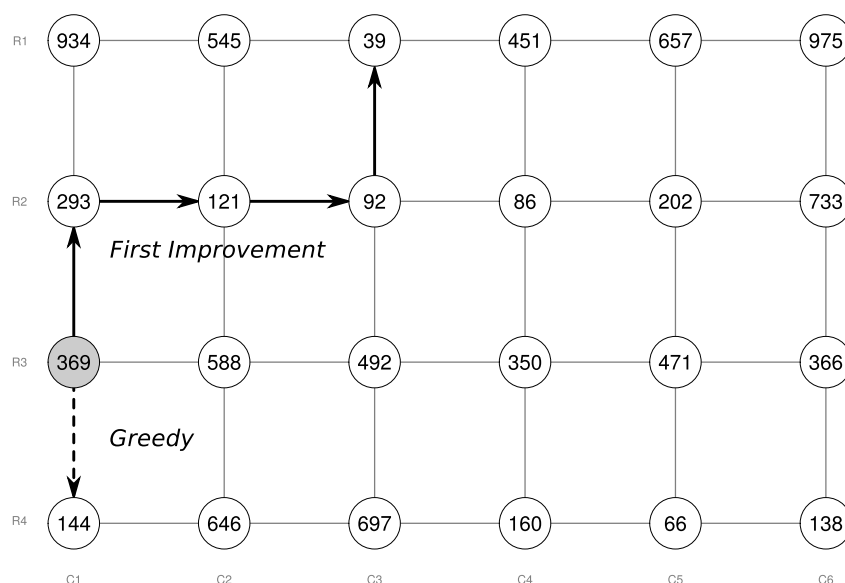 R1 934 545 39 451 657 975
R2 293 121 92 86 202 733
First Improvement
R3 369 588 492 350 471 366
Greedy
R4 144 646 697 160 66 138
C1 C2 C3 C4 C5 C6